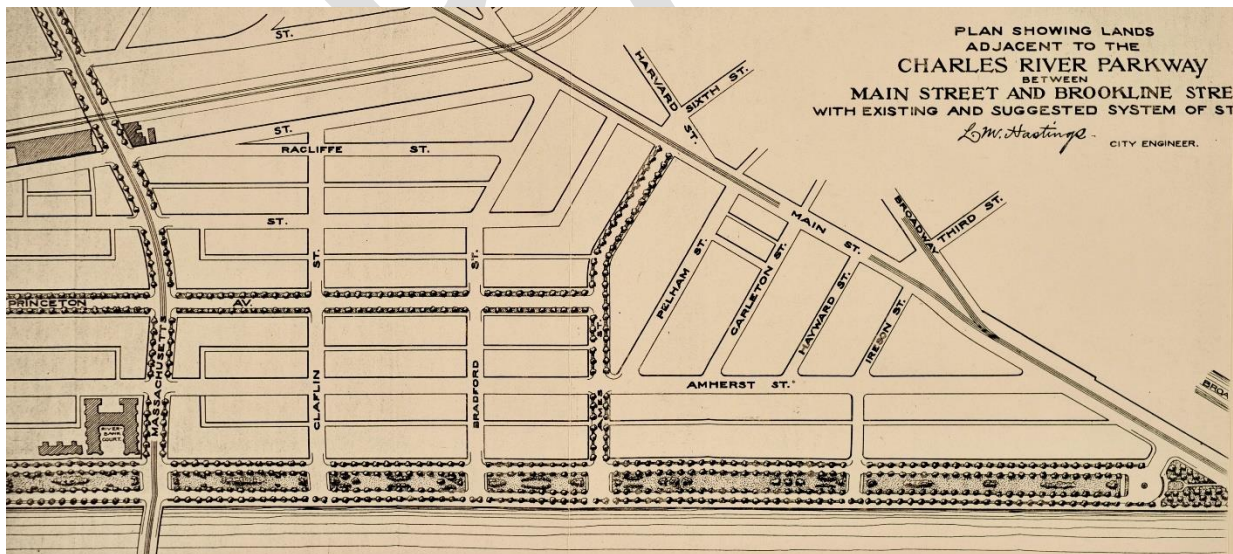 PLAN SHOWING LANDS
ADJACENT TO THE
CHARLES RIVER PARKWAY
BETWEEN
MAIN STREET AND BROOKLINE STRE
WITH EXISTING AND SUGGESTED SYSTEM OF ST
L.M. Hastings.
CITY ENGINEER.
ST.
HARVARD ST.
SIXTH ST.
ST.
RACLIFFE ST.
MAIN ST.
BROADWAY
THIRD ST.
ST.
ST.
ST.
PELHAM ST.
CARLETON ST.
HAYWARD ST.
IRESON ST.
PRINCETON AV.
MASSACHUSETTS
CLAFLIN
BRADFORD
AMES ST.
AMHERST ST.
BROA
RIVER-
BANK
COURT.